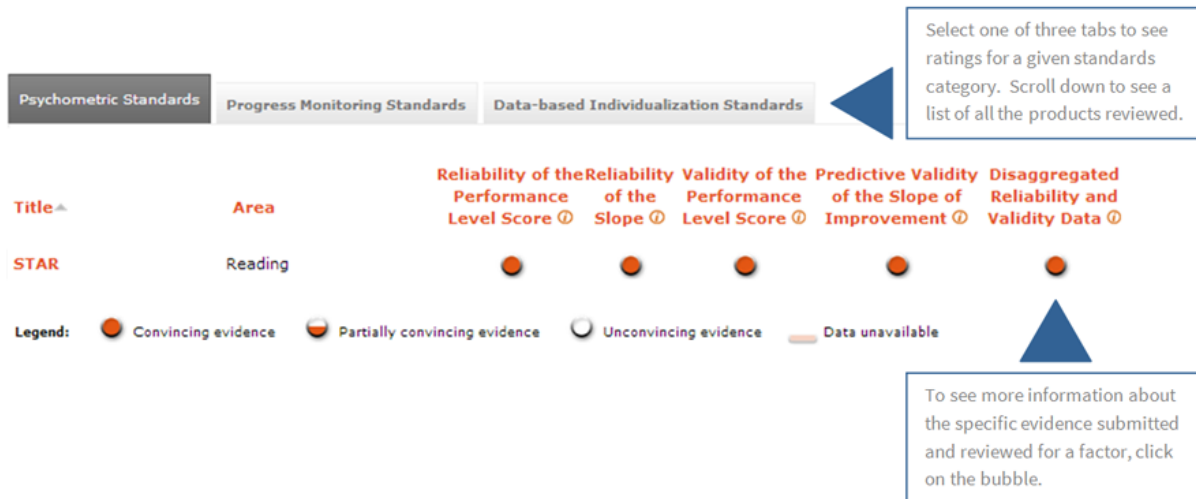 Select one of three tabs to see
ratings for a given standards
category. Scroll down to see a
list of all the products reviewed.
Psychometric Standards
Progress Monitoring Standards
Data-based Individualization Standards
Title
Area
Reliability of the
Performance
Level Score
Reliability
of the
Slope
Validity of the
Performance
Level Score
Predictive Validity
of the Slope of
Improvement
Disaggregated
Reliability and
Validity Data
STAR
Reading
Legend:
Convincing evidence
Partially convincing evidence
Unconvincing evidence
Data unavailable
To see more information about
the specific evidence submitted
and reviewed for a factor, click
on the bubble.